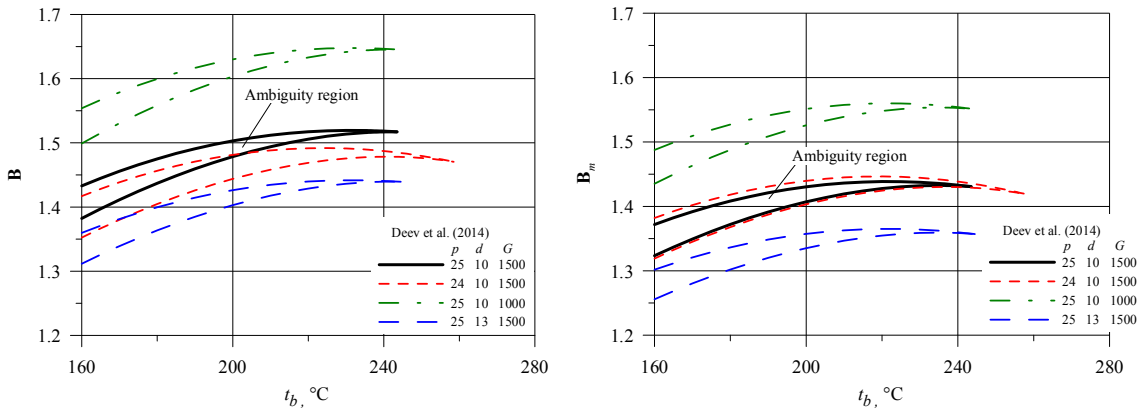 1.7
1.6
1.5
1.4
1.3
1.2
B
Ambiguity region
Deev et al. (2014)
p d G
25 10 1500
24 10 1500
25 10 1000
25 13 1500
160 200 240 280
t_b, °C
1.7
1.6
1.5
1.4
1.3
1.2
B_m
Ambiguity region
Deev et al. (2014)
p d G
25 10 1500
24 10 1500
25 10 1000
25 13 1500
160 200 240 280
t_b, °C